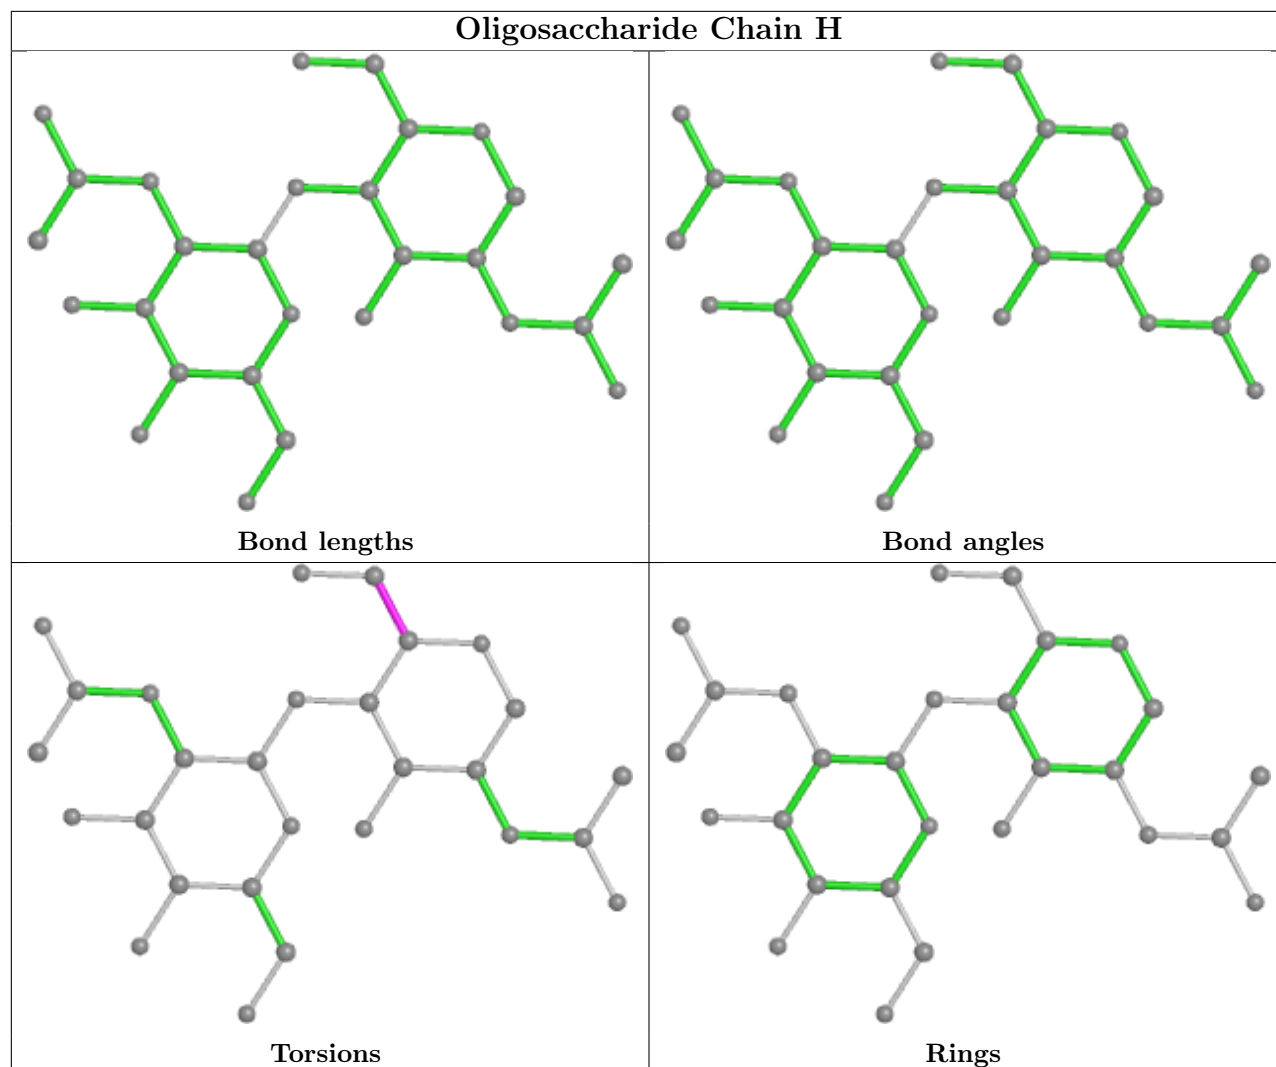 Oligosaccharide Chain H
Bond lengths
Bond angles
Torsions
Rings